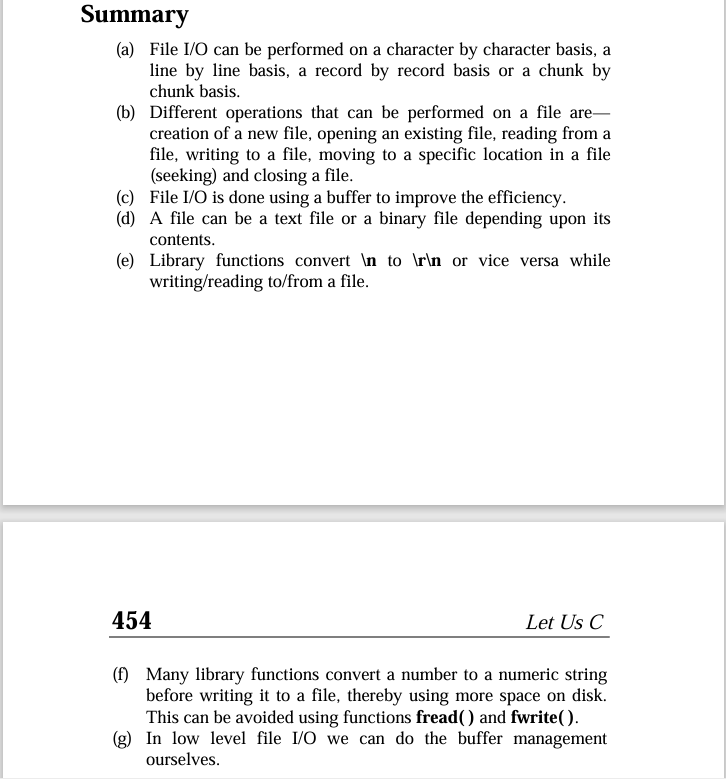 Summary
(a) File I/O can be performed on a character by character basis, a
line by line basis, a record by record basis or a chunk by
chunk basis.
(b) Different operations that can be performed on a file are—
creation of a new file, opening an existing file, reading from a
file, writing to a file, moving to a specific location in a file
(seeking) and closing a file.
(c) File I/O is done using a buffer to improve the efficiency.
(d) A file can be a text file or a binary file depending upon its
contents.
(e) Library functions convert \n to \r\n or vice versa while
writing/reading to/from a file.
454 Let Us C
(f) Many library functions convert a number to a numeric string
before writing it to a file, thereby using more space on disk.
This can be avoided using functions fread( ) and fwrite( ).
(g) In low level file I/O we can do the buffer management
ourselves.